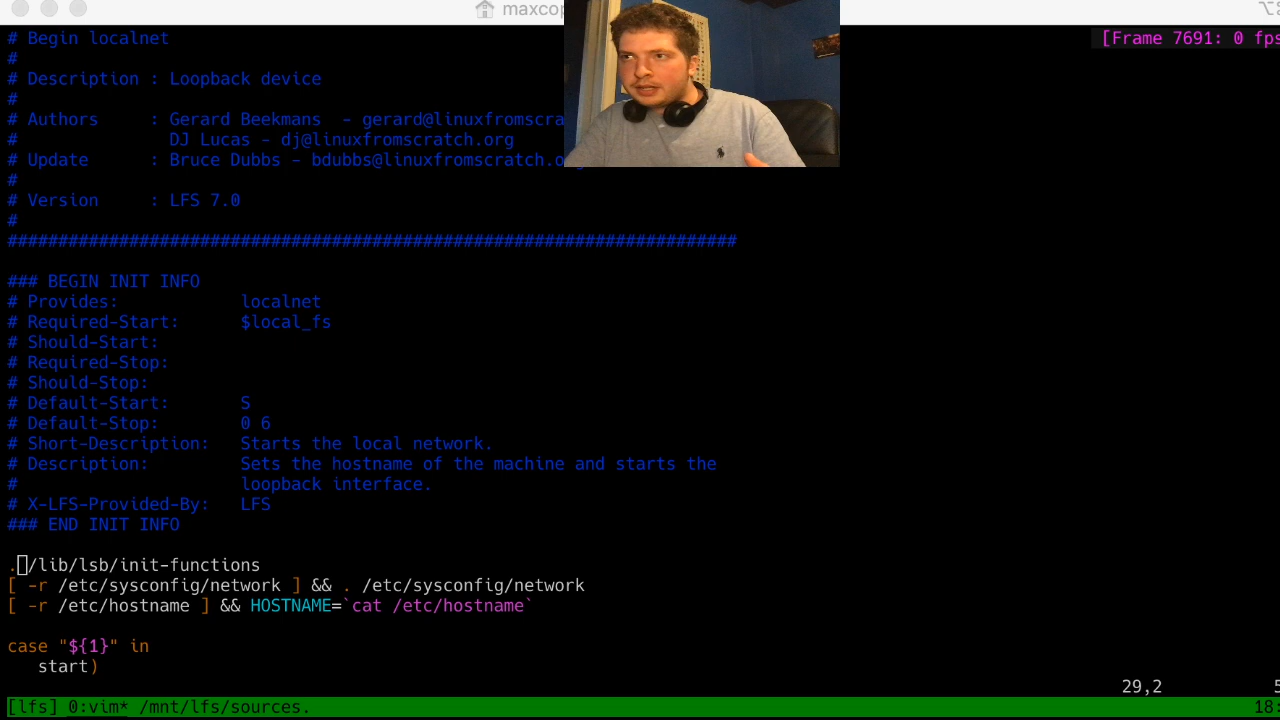 maxcop
# Begin localnet
[Frame 7691: 0 fps
#
# Description : Loopback device
#
# Authors     : Gerard Beekmans  - gerard@linuxfromscra
#               DJ Lucas - dj@linuxfromscratch.org
# Update      : Bruce Dubbs - bdubbs@linuxfromscratch.o
#
# Version     : LFS 7.0
#
########################################################################

### BEGIN INIT INFO
# Provides:            localnet
# Required-Start:      $local_fs
# Should-Start:
# Required-Stop:
# Should-Stop:
# Default-Start:       S
# Default-Stop:        0 6
# Short-Description:   Starts the local network.
# Description:         Sets the hostname of the machine and starts the
#                      loopback interface.
# X-LFS-Provided-By:   LFS
### END INIT INFO

. /lib/lsb/init-functions
[ -r /etc/sysconfig/network ] && . /etc/sysconfig/network
[ -r /etc/hostname ] && HOSTNAME=`cat /etc/hostname`

case "${1}" in
   start)
29,2
[lfs] 0:vim* /mnt/lfs/sources.
18: